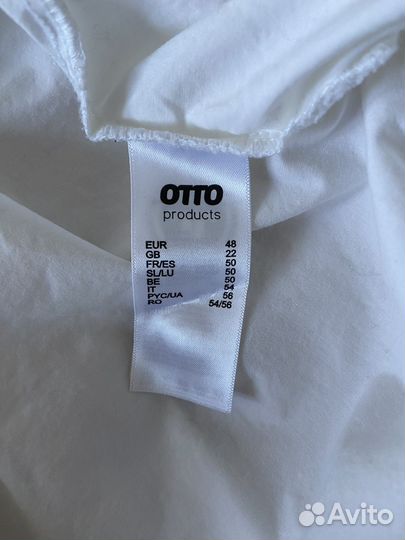 OTTO
products
EUR 48
GB 22
FR/ES 50
SL/LU 50
BE 50
IT 54
РУС/UA 56
RO 54/56
Avito